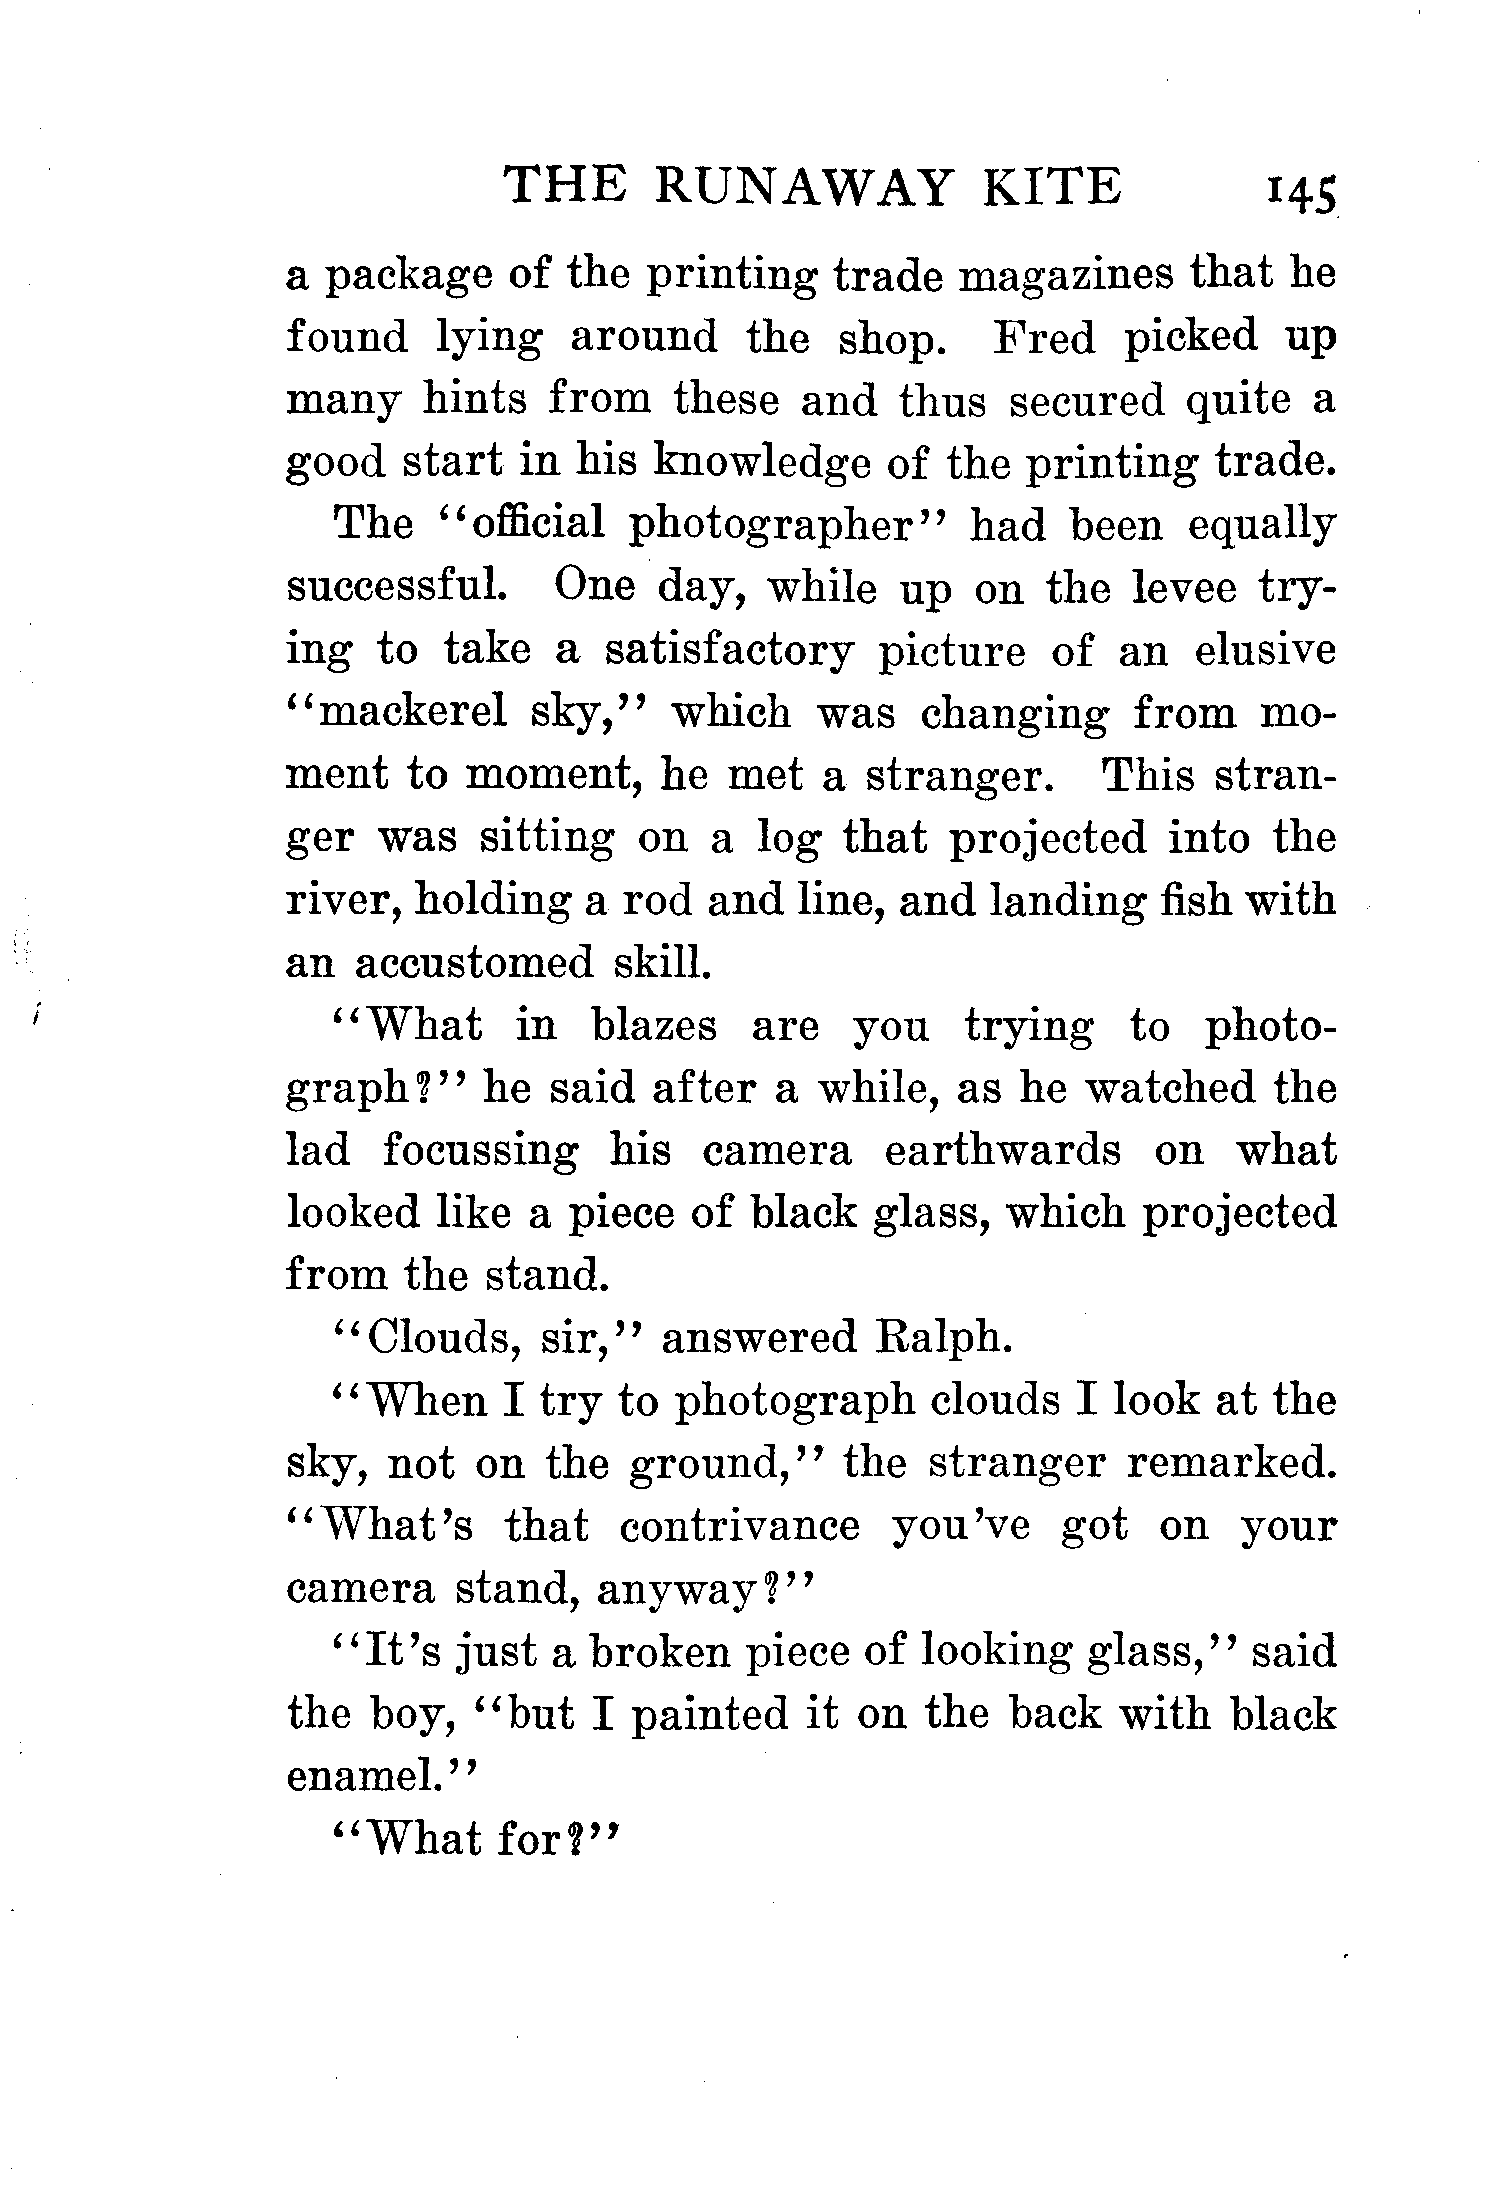 THE RUNAWAY KITE 145
a package of the printing trade magazines that he
found lying around the shop. Fred picked up
many hints from these and thus secured quite a
good start in his knowledge of the printing trade.
The "official photographer" had been equally
successful. One day, while up on the levee try-
ing to take a satisfactory picture of an elusive
"mackerel sky," which was changing from mo-
ment to moment, he met a stranger. This stran-
ger was sitting on a log that projected into the
river, holding a rod and line, and landing fish with
an accustomed skill.
"What in blazes are you trying to photo-
graph?" he said after a while, as he watched the
lad focussing his camera earthwards on what
looked like a piece of black glass, which projected
from the stand.
"Clouds, sir," answered Ralph.
"When I try to photograph clouds I look at the
sky, not on the ground," the stranger remarked.
"What's that contrivance you've got on your
camera stand, anyway?"
"It's just a broken piece of looking glass," said
the boy, "but I painted it on the back with black
enamel."
"What for?"